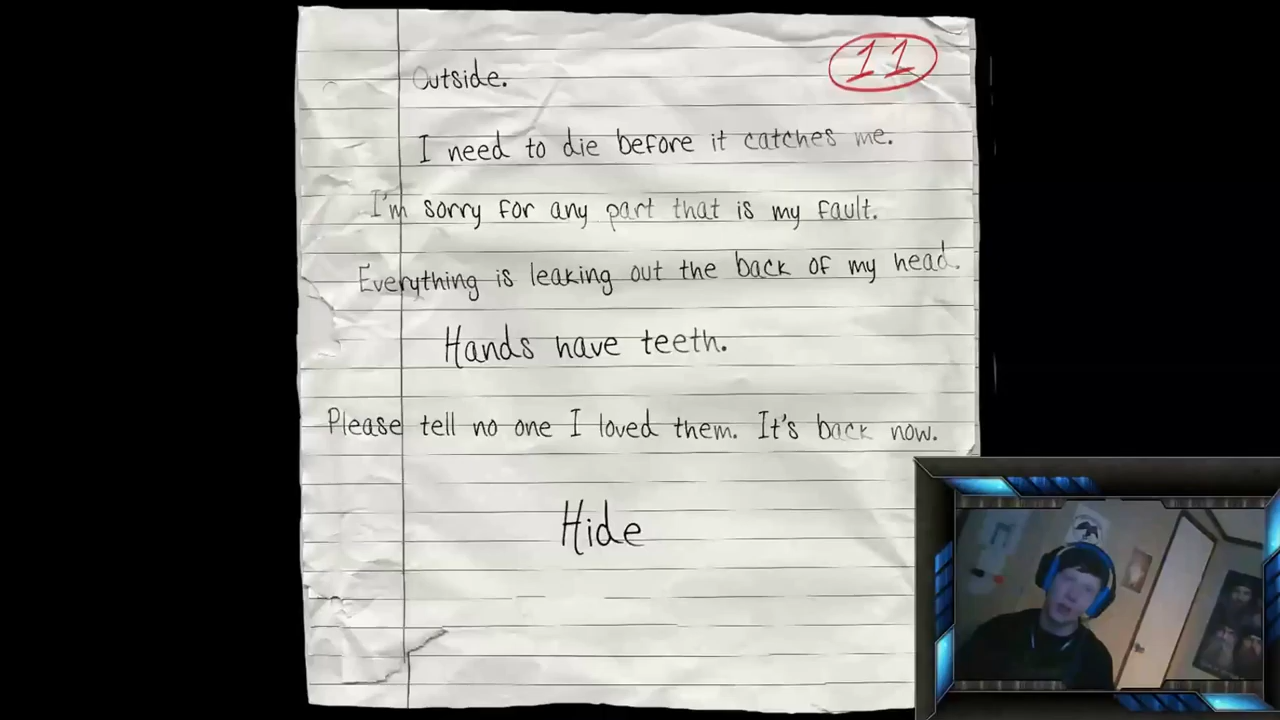 11
Outside.
I need to die before it catches me.
I'm sorry for any part that is my fault.
Everything is leaking out the back of my head.
Hands have teeth.
Please tell no one I loved them. It's back now.
Hide